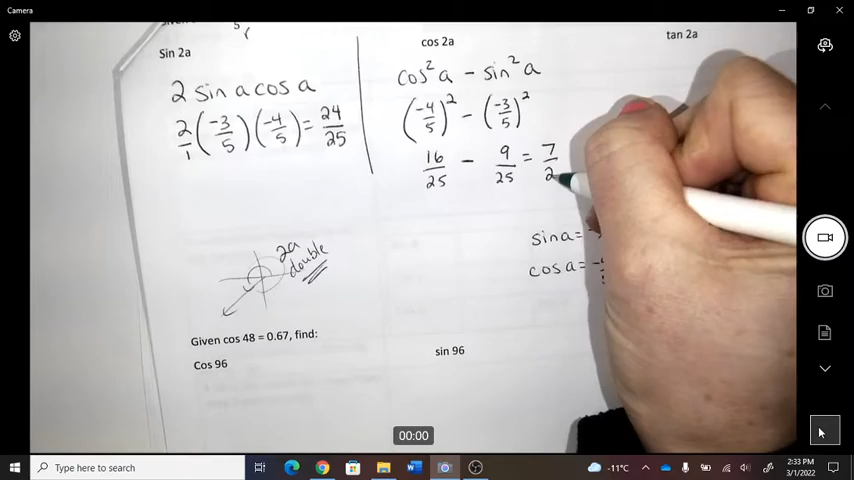 Camera
Sin 2a
cos 2a
tan 2a
2 sin a cos a
cos²a - sin²a
2/1 (-3/5)(-4/5) = 24/25
(-4/5)² - (-3/5)²
16/25 - 9/25 = 7/2
2a
double
sin a = -
cos a = -
Given cos 48 = 0.67, find:
Cos 96
sin 96
00:00
Type here to search
-11°C
2:33 PM
3/1/2022